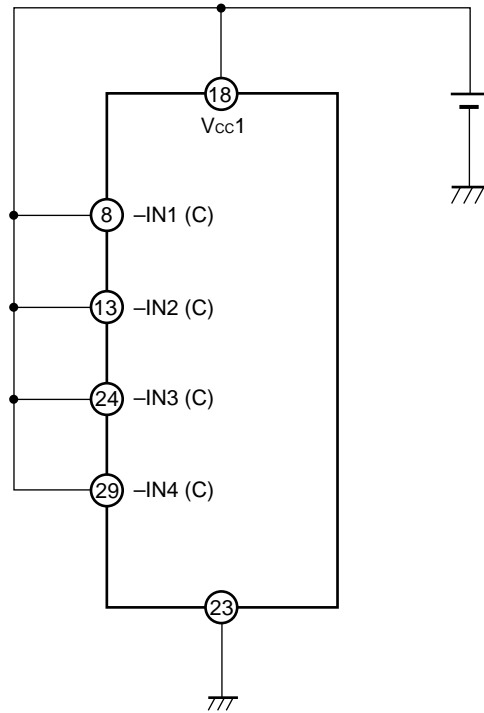 18
Vcc1
8 –IN1 (C)
13 –IN2 (C)
24 –IN3 (C)
29 –IN4 (C)
23